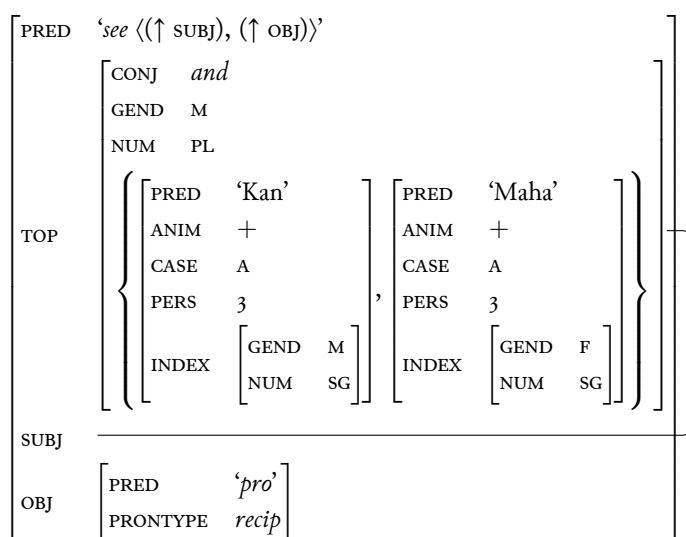 PRED ‘see ⟨(↑ SUBJ), (↑ OBJ)⟩’
CONJ and
GEND M
NUM PL
PRED ‘Kan’ PRED ‘Maha’
TOP ANIM + ANIM +
CASE A CASE A
PERS 3 , PERS 3
GEND M GEND F
INDEX INDEX
NUM SG NUM SG
SUBJ
PRED ‘pro’
OBJ
PRONTYPE recip